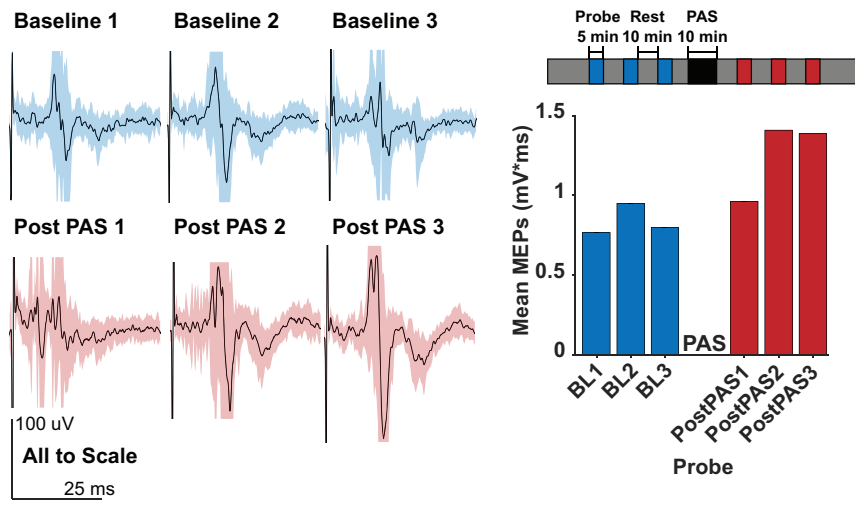 Baseline 1
Baseline 2
Baseline 3
Post PAS 1
Post PAS 2
Post PAS 3
100 uV
All to Scale
25 ms
Probe Rest PAS
5 min 10 min 10 min
Mean MEPs (mV*ms)
1.5
1
0.5
0
PAS
BL1
BL2
BL3
PostPAS1
PostPAS2
PostPAS3
Probe